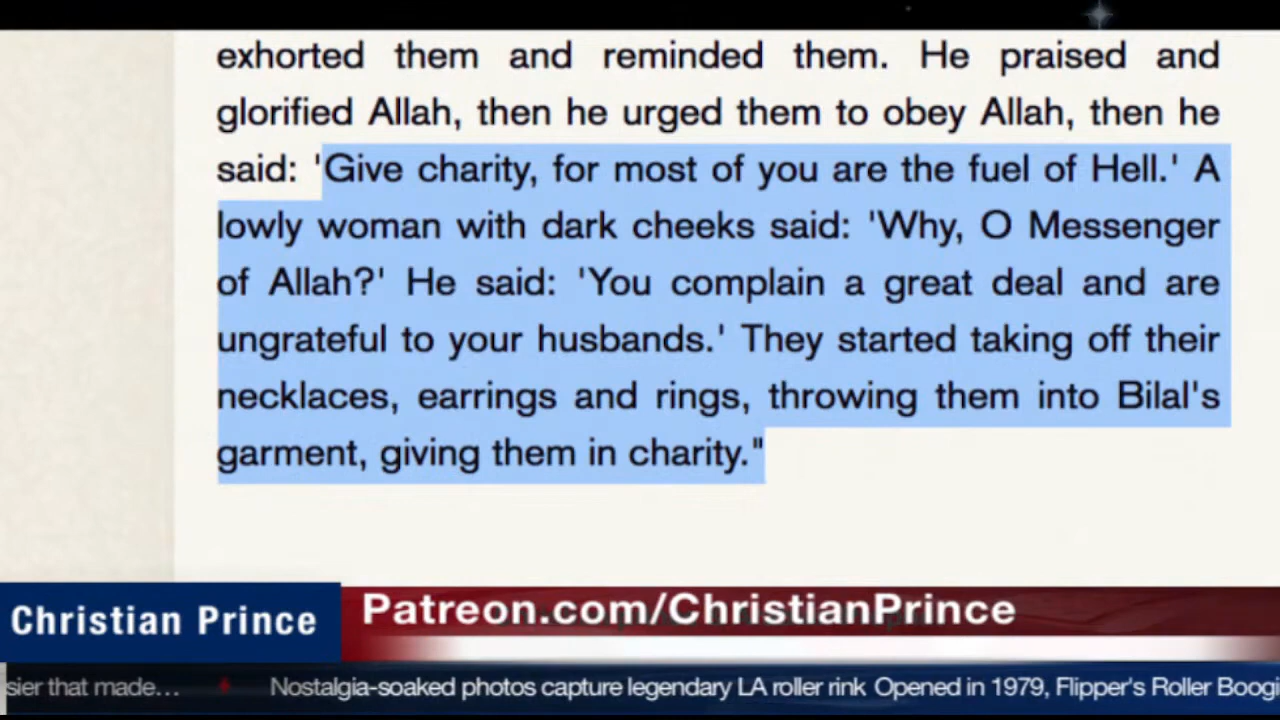 exhorted them and reminded them. He praised and
glorified Allah, then he urged them to obey Allah, then he
said: 'Give charity, for most of you are the fuel of Hell.' A
lowly woman with dark cheeks said: 'Why, O Messenger
of Allah?' He said: 'You complain a great deal and are
ungrateful to your husbands.' They started taking off their
necklaces, earrings and rings, throwing them into Bilal's
garment, giving them in charity."
Christian Prince
Patreon.com/ChristianPrince
sier that made... Nostalgia-soaked photos capture legendary LA roller rink Opened in 1979, Flipper's Roller Boogi